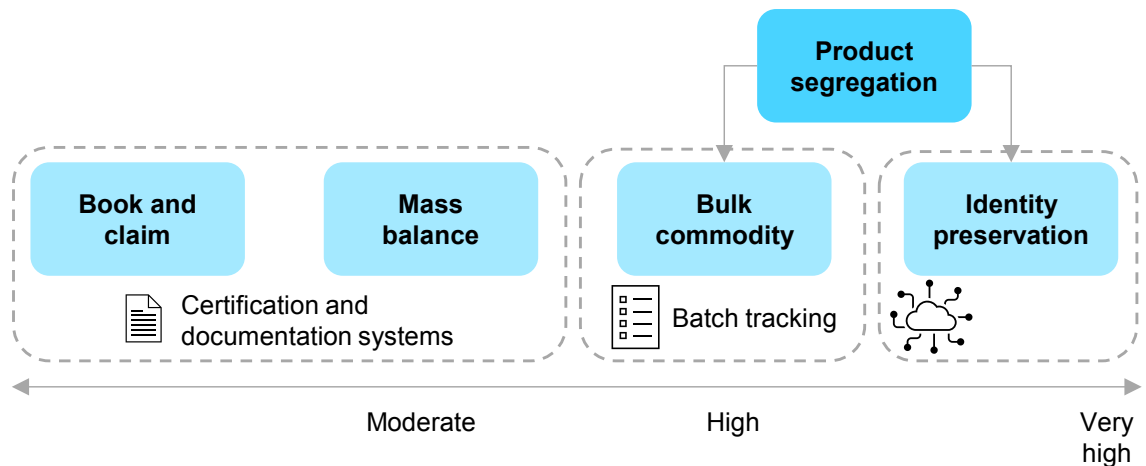 Product
segregation
Book and
claim
Mass
balance
Bulk
commodity
Identity
preservation
Certification and
documentation systems
Batch tracking
Moderate
High
Very
high